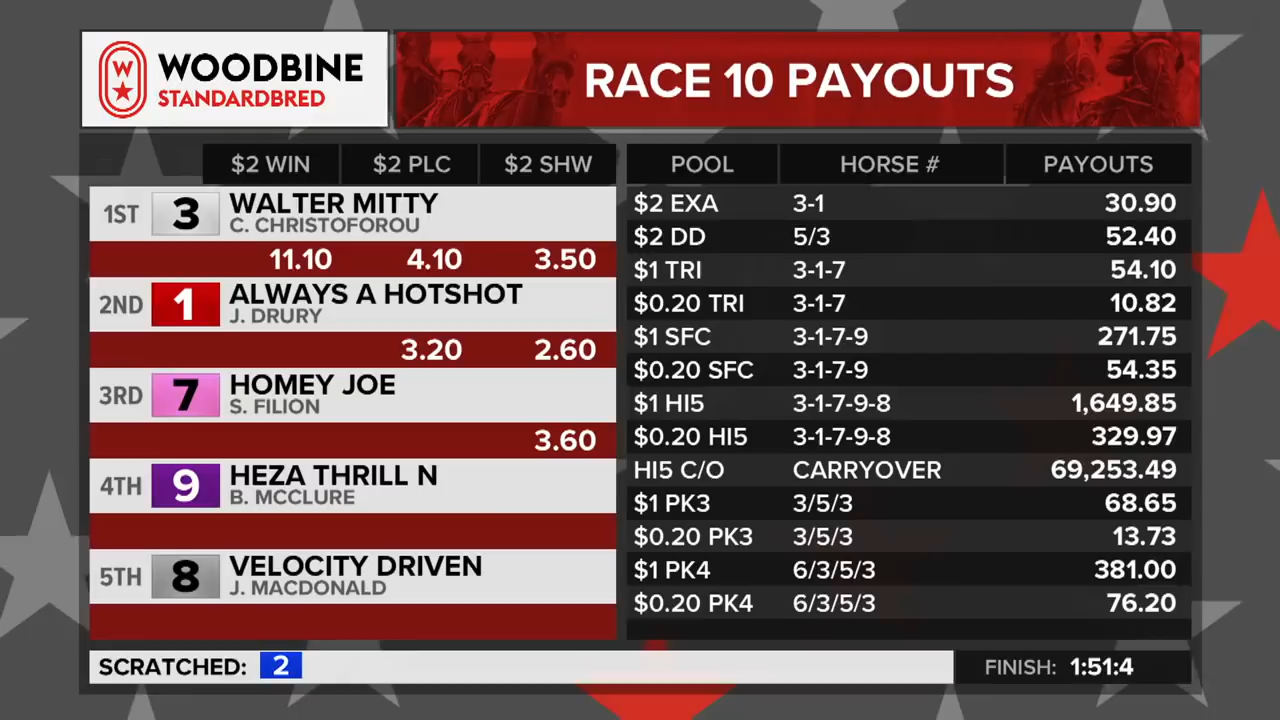 W
WOODBINE
STANDARDBRED
RACE 10 PAYOUTS
$2 WIN $2 PLC $2 SHW
1ST 3 WALTER MITTY
C. CHRISTOFOROU
11.10 4.10 3.50
2ND 1 ALWAYS A HOTSHOT
J. DRURY
3.20 2.60
3RD 7 HOMEY JOE
S. FILION
3.60
4TH 9 HEZA THRILL N
B. MCCLURE
5TH 8 VELOCITY DRIVEN
J. MACDONALD
POOL HORSE # PAYOUTS
$2 EXA 3-1 30.90
$2 DD 5/3 52.40
$1 TRI 3-1-7 54.10
$0.20 TRI 3-1-7 10.82
$1 SFC 3-1-7-9 271.75
$0.20 SFC 3-1-7-9 54.35
$1 HI5 3-1-7-9-8 1,649.85
$0.20 HI5 3-1-7-9-8 329.97
HI5 C/O CARRYOVER 69,253.49
$1 PK3 3/5/3 68.65
$0.20 PK3 3/5/3 13.73
$1 PK4 6/3/5/3 381.00
$0.20 PK4 6/3/5/3 76.20
SCRATCHED: 2
FINISH: 1:51:4